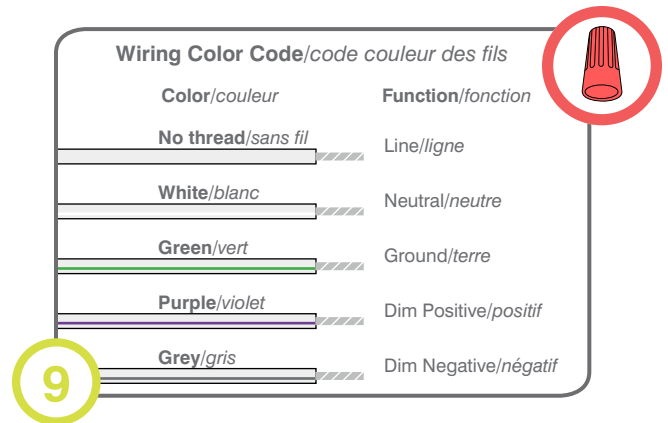 Wiring Color Code/code couleur des fils
Color/couleur Function/fonction
No thread/sans fil Line/ligne
White/blanc Neutral/neutre
Green/vert Ground/terre
Purple/violet Dim Positive/positif
Grey/gris Dim Negative/négatif
9